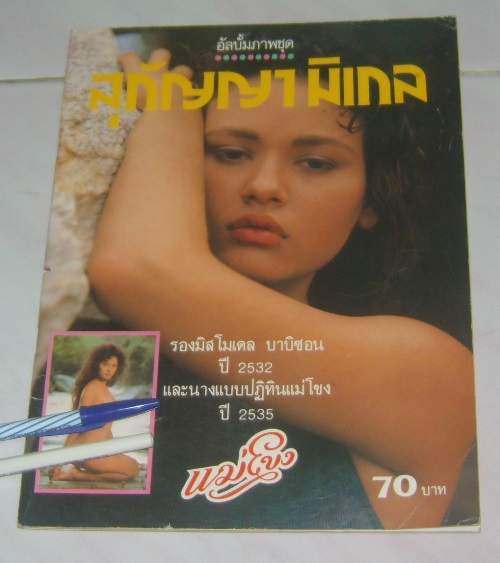 อัลบั้มภาพชุด
สุกัญญา มิเกล
รองมิสโมเดล บาบิซอน
ปี 2532
และนางแบบปฏิทินแม่โขง
ปี 2535
แม่โขง
70 บาท